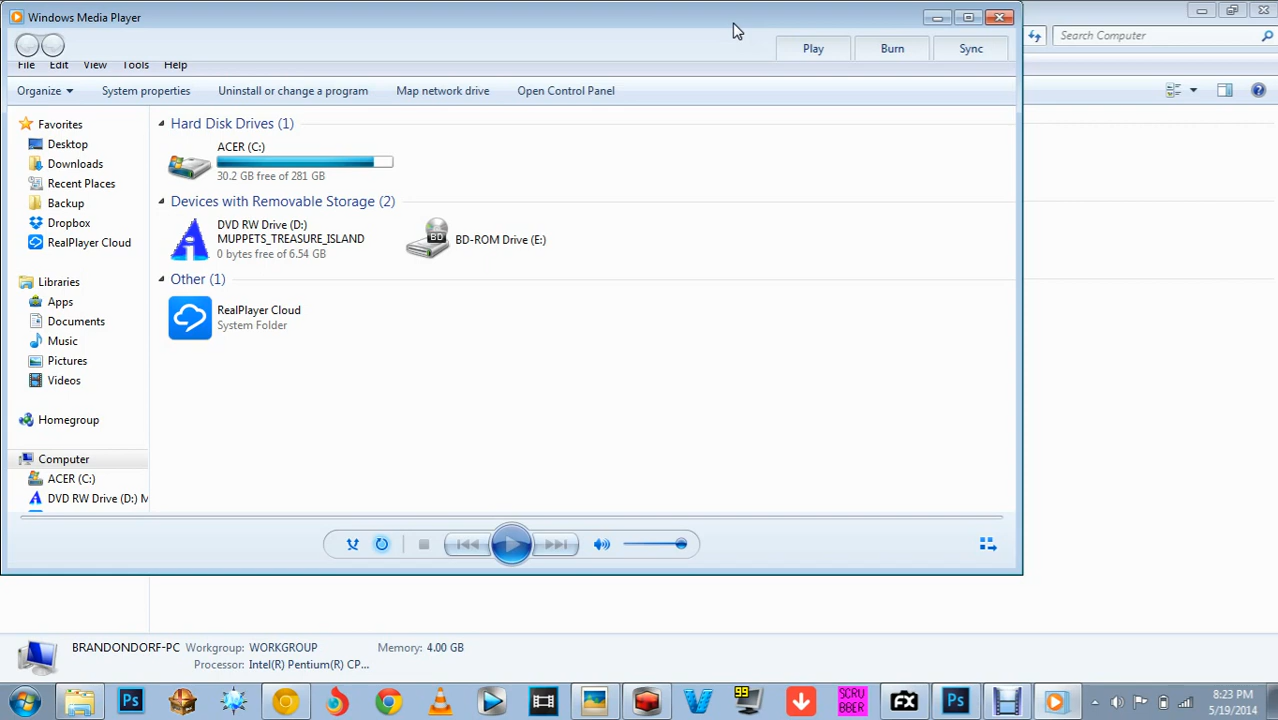 Windows Media Player
Search Computer
Play
Burn
Sync
File
Edit
View
Tools
Help
Organize
System properties
Uninstall or change a program
Map network drive
Open Control Panel
Favorites
Desktop
Downloads
Recent Places
Backup
Dropbox
RealPlayer Cloud
Libraries
Apps
Documents
Music
Pictures
Videos
Homegroup
Computer
ACER (C:)
DVD RW Drive (D:) M
Hard Disk Drives (1)
ACER (C:)
30.2 GB free of 281 GB
Devices with Removable Storage (2)
DVD RW Drive (D:)
MUPPETS_TREASURE_ISLAND
0 bytes free of 6.54 GB
BD
BD-ROM Drive (E:)
Other (1)
RealPlayer Cloud
System Folder
BRANDONDORF-PC
Workgroup: WORKGROUP
Memory: 4.00 GB
Processor: Intel(R) Pentium(R) CP...
Ps
99
SCRU
BBER
FX
Ps
8:23 PM
5/19/2014